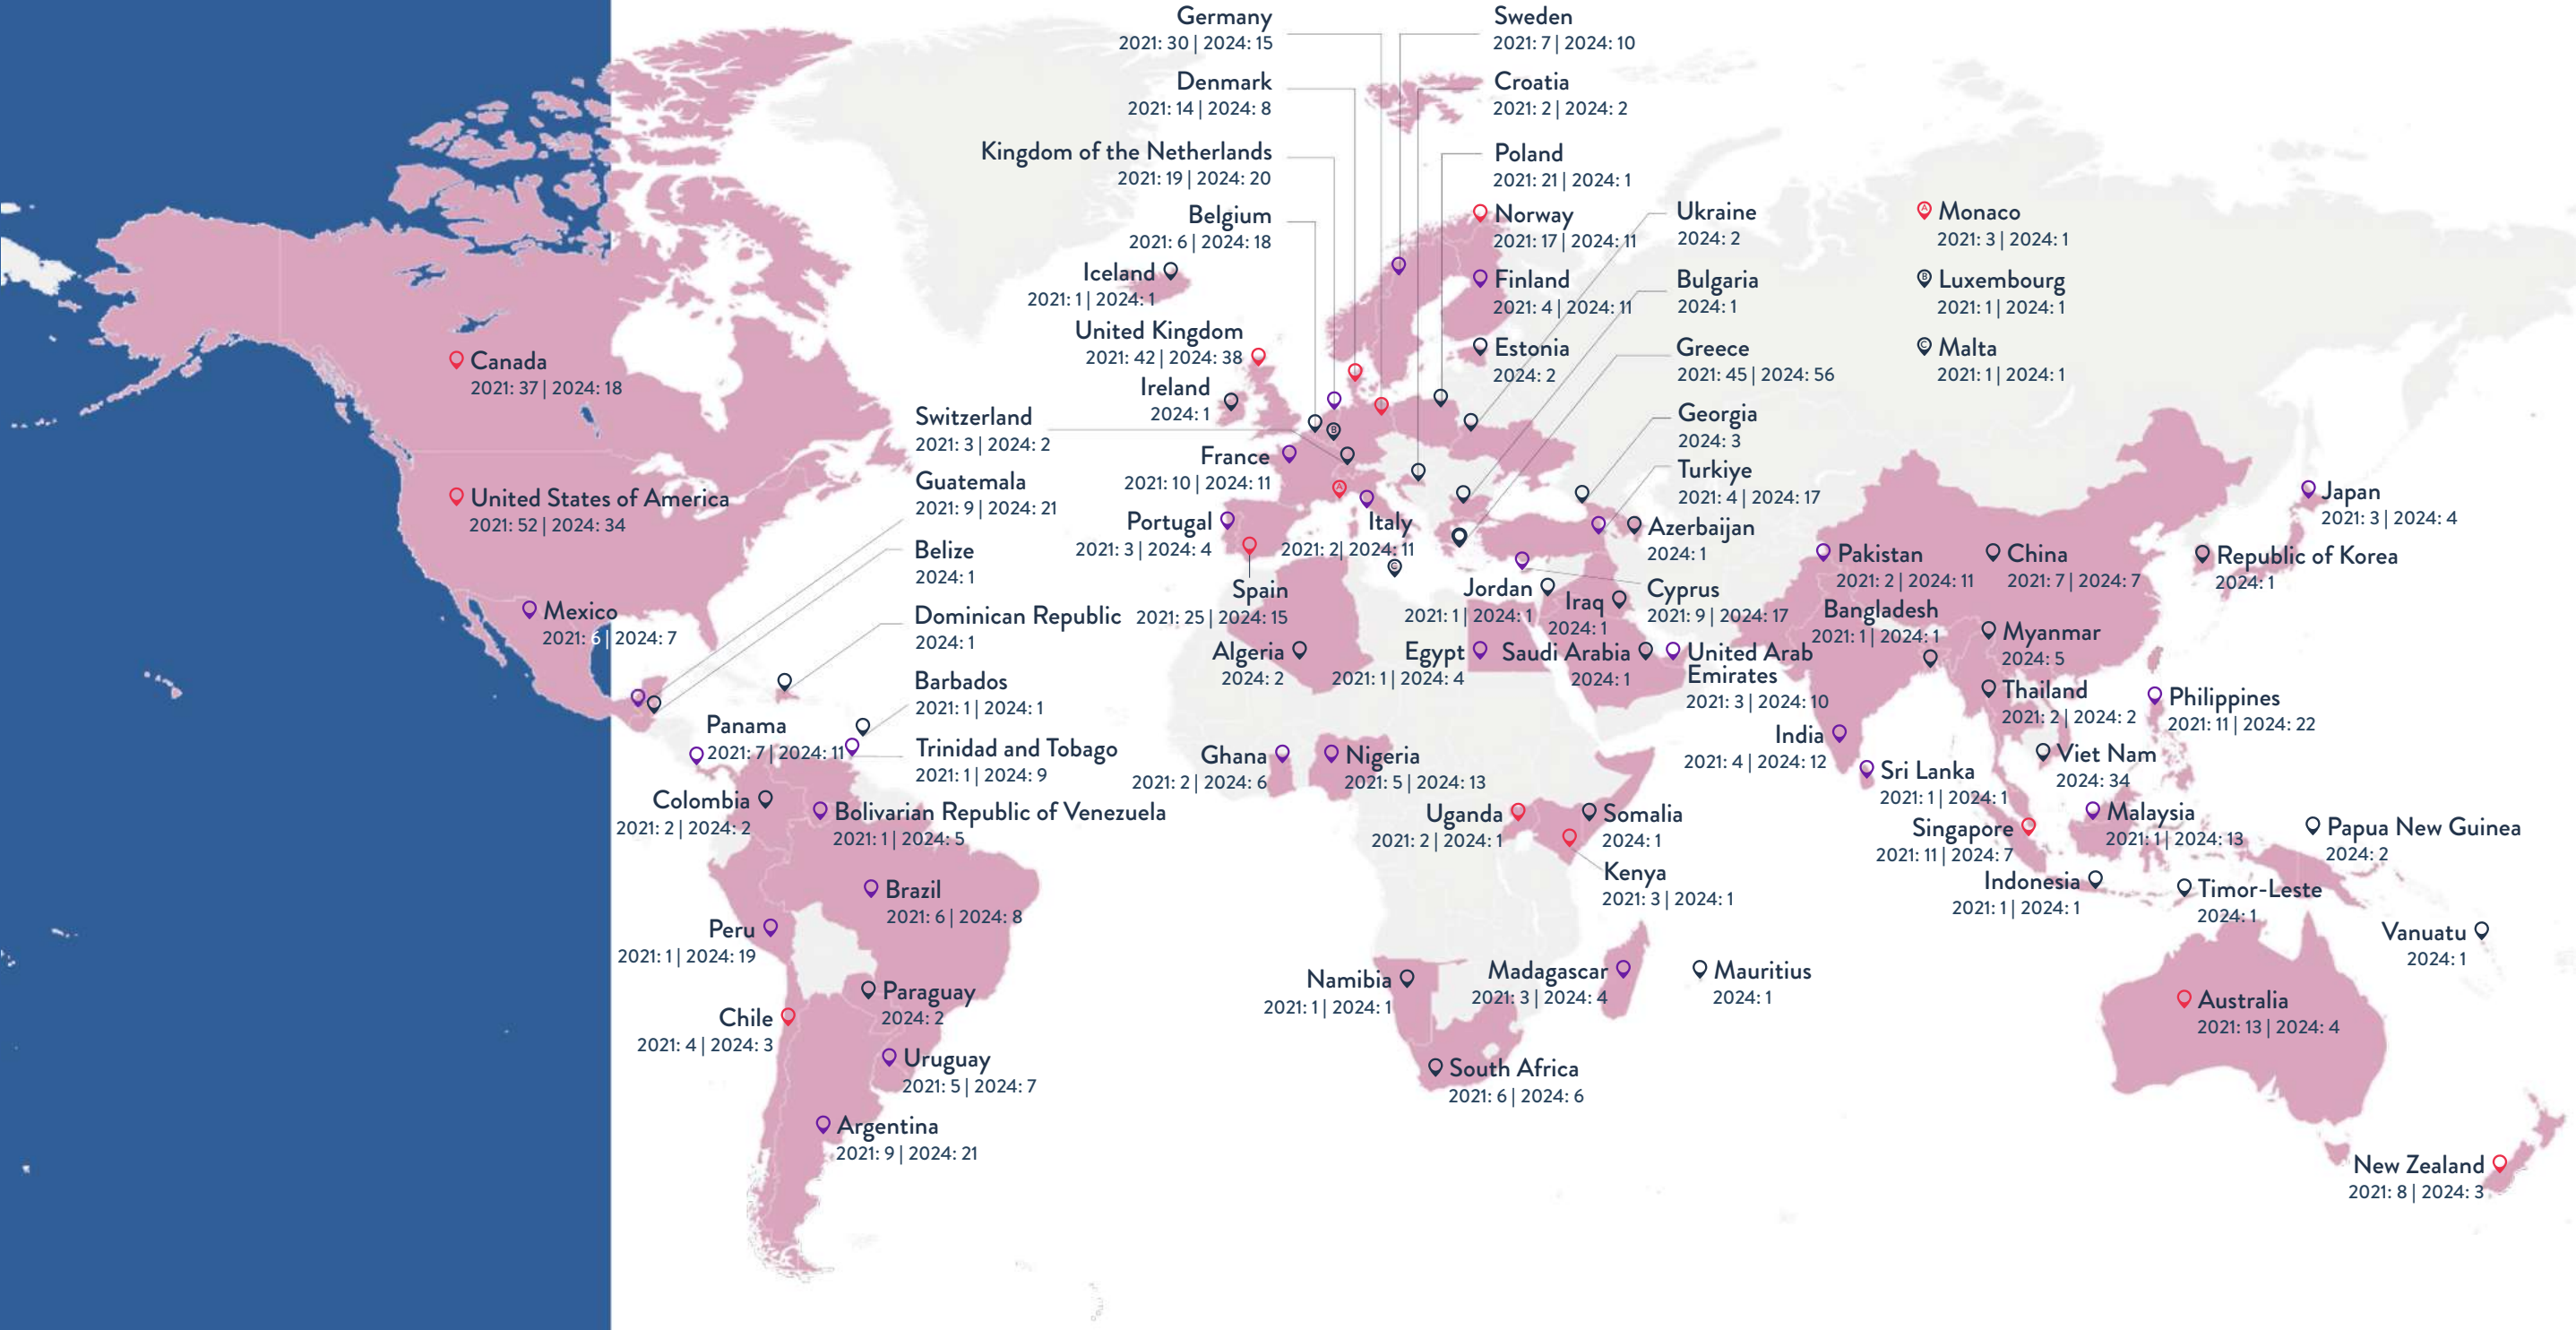 Germany
2021: 30 | 2024: 15
Sweden
2021: 7 | 2024: 10
Denmark
2021: 14 | 2024: 8
Croatia
2021: 2 | 2024: 2
Kingdom of the Netherlands
2021: 19 | 2024: 20
Poland
2021: 21 | 2024: 1
Belgium
2021: 6 | 2024: 18
Norway
2021: 17 | 2024: 11
Ukraine
2024: 2
A
Monaco
2021: 3 | 2024: 1
Iceland
2021: 1 | 2024: 1
Finland
2021: 4 | 2024: 11
Bulgaria
2024: 1
B
Luxembourg
2021: 1 | 2024: 1
United Kingdom
2021: 42 | 2024: 38
Estonia
2024: 2
Greece
2021: 45 | 2024: 56
C
Malta
2021: 1 | 2024: 1
Canada
2021: 37 | 2024: 18
Ireland
2024: 1
Switzerland
2021: 3 | 2024: 2
B
Georgia
2024: 3
France
2021: 10 | 2024: 11
Turkiye
2021: 4 | 2024: 17
Guatemala
2021: 9 | 2024: 21
A
United States of America
2021: 52 | 2024: 34
Portugal
2021: 3 | 2024: 4
Italy
2021: 2| 2024: 11
C
Azerbaijan
2024: 1
Japan
2021: 3 | 2024: 4
Belize
2024: 1
Pakistan
2021: 2 | 2024: 11
China
2021: 7 | 2024: 7
Republic of Korea
2024: 1
Spain
2021: 25 | 2024: 15
Jordan
2021: 1 | 2024: 1
Iraq
2024: 1
Cyprus
2021: 9 | 2024: 17
Mexico
2021: 6 | 2024: 7
Dominican Republic
2024: 1
Bangladesh
2021: 1 | 2024: 1
Myanmar
2024: 5
Algeria
2024: 2
Egypt
2021: 1 | 2024: 4
Saudi Arabia
2024: 1
United Arab
Emirates
2021: 3 | 2024: 10
Barbados
2021: 1 | 2024: 1
Thailand
2021: 2 | 2024: 2
Philippines
2021: 11 | 2024: 22
Panama
2021: 7 | 2024: 11
Trinidad and Tobago
2021: 1 | 2024: 9
Ghana
2021: 2 | 2024: 6
Nigeria
2021: 5 | 2024: 13
India
2021: 4 | 2024: 12
Viet Nam
2024: 34
Sri Lanka
2021: 1 | 2024: 1
Colombia
2021: 2 | 2024: 2
Bolivarian Republic of Venezuela
2021: 1 | 2024: 5
Uganda
2021: 2 | 2024: 1
Somalia
2024: 1
Singapore
2021: 11 | 2024: 7
Malaysia
2021: 1 | 2024: 13
Papua New Guinea
2024: 2
Kenya
2021: 3 | 2024: 1
Brazil
2021: 6 | 2024: 8
Indonesia
2021: 1 | 2024: 1
Timor-Leste
2024: 1
Peru
2021: 1 | 2024: 19
Vanuatu
2024: 1
Namibia
2021: 1 | 2024: 1
Madagascar
2021: 3 | 2024: 4
Mauritius
2024: 1
Paraguay
2024: 2
Australia
2021: 13 | 2024: 4
Chile
2021: 4 | 2024: 3
Uruguay
2021: 5 | 2024: 7
South Africa
2021: 6 | 2024: 6
Argentina
2021: 9 | 2024: 21
New Zealand
2021: 8 | 2024: 3